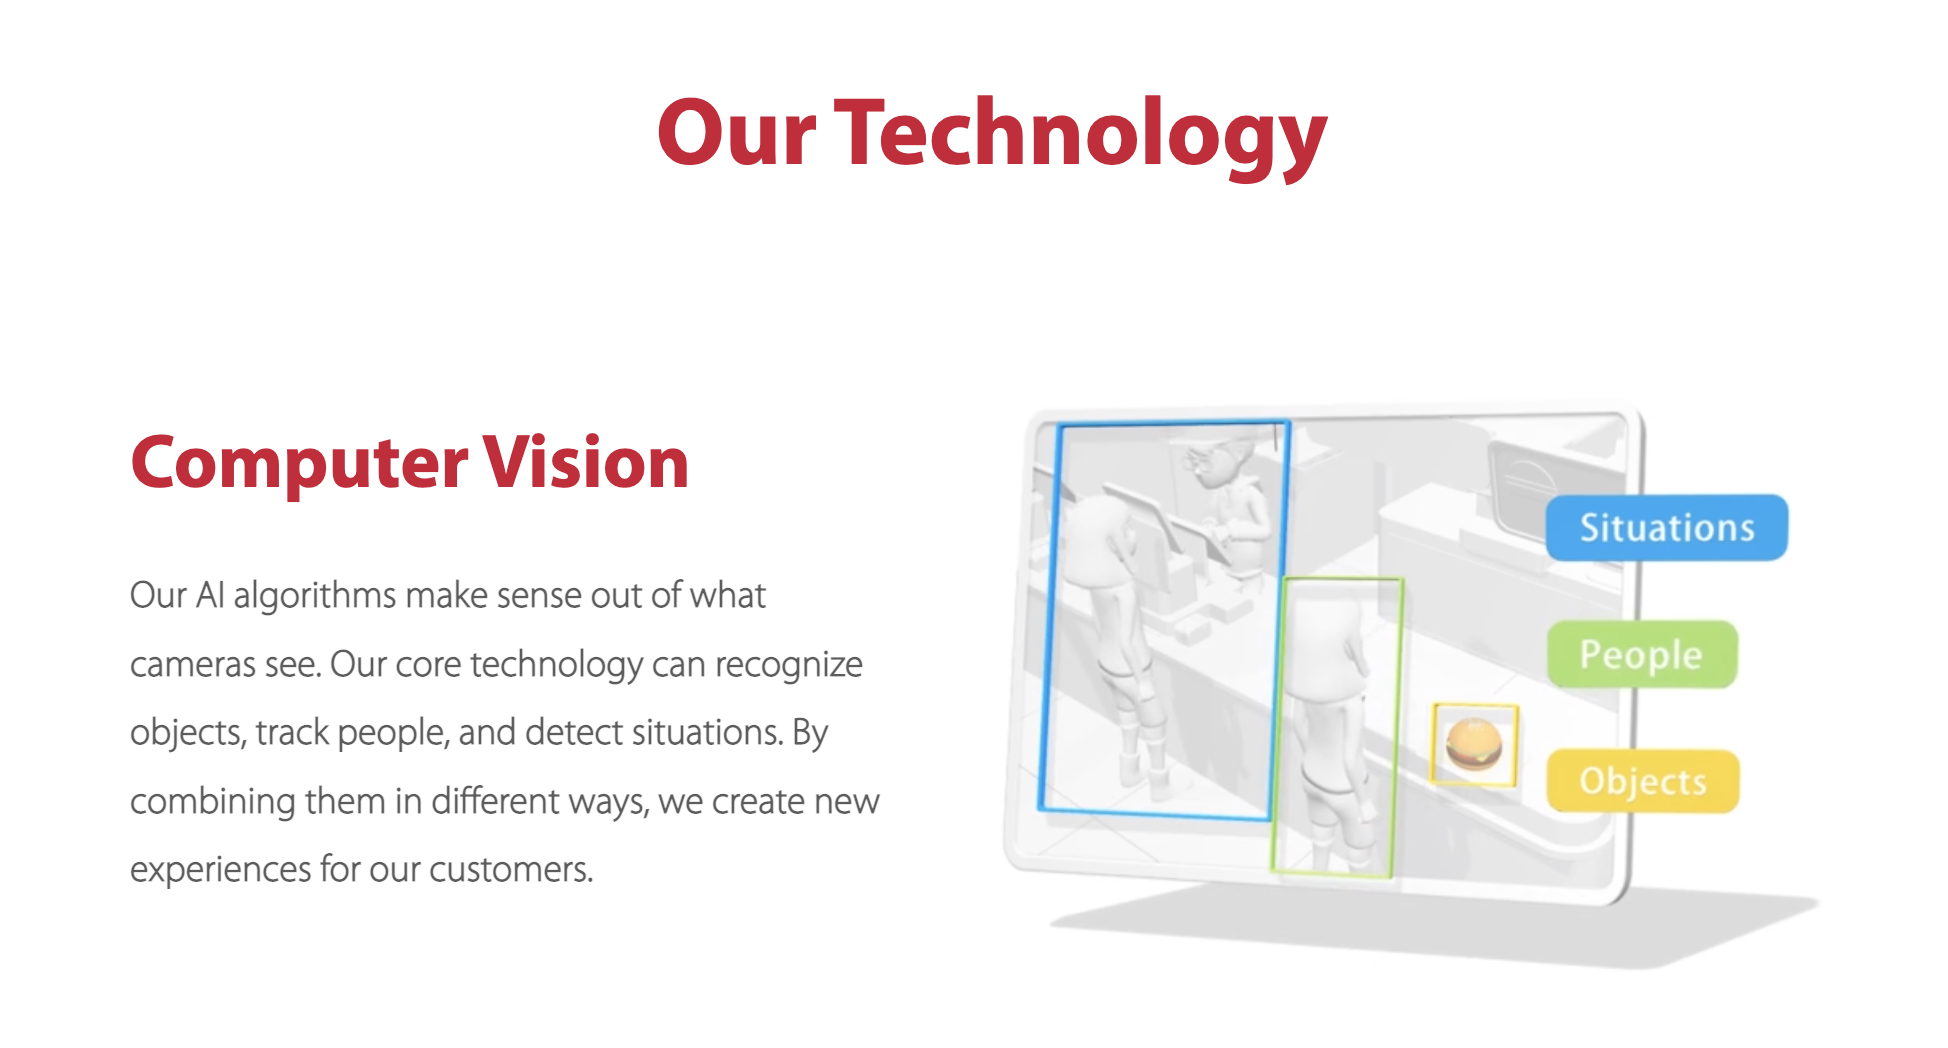 Our Technology
Computer Vision
Our AI algorithms make sense out of what
cameras see. Our core technology can recognize
objects, track people, and detect situations. By
combining them in different ways, we create new
experiences for our customers.
Situations
People
Objects